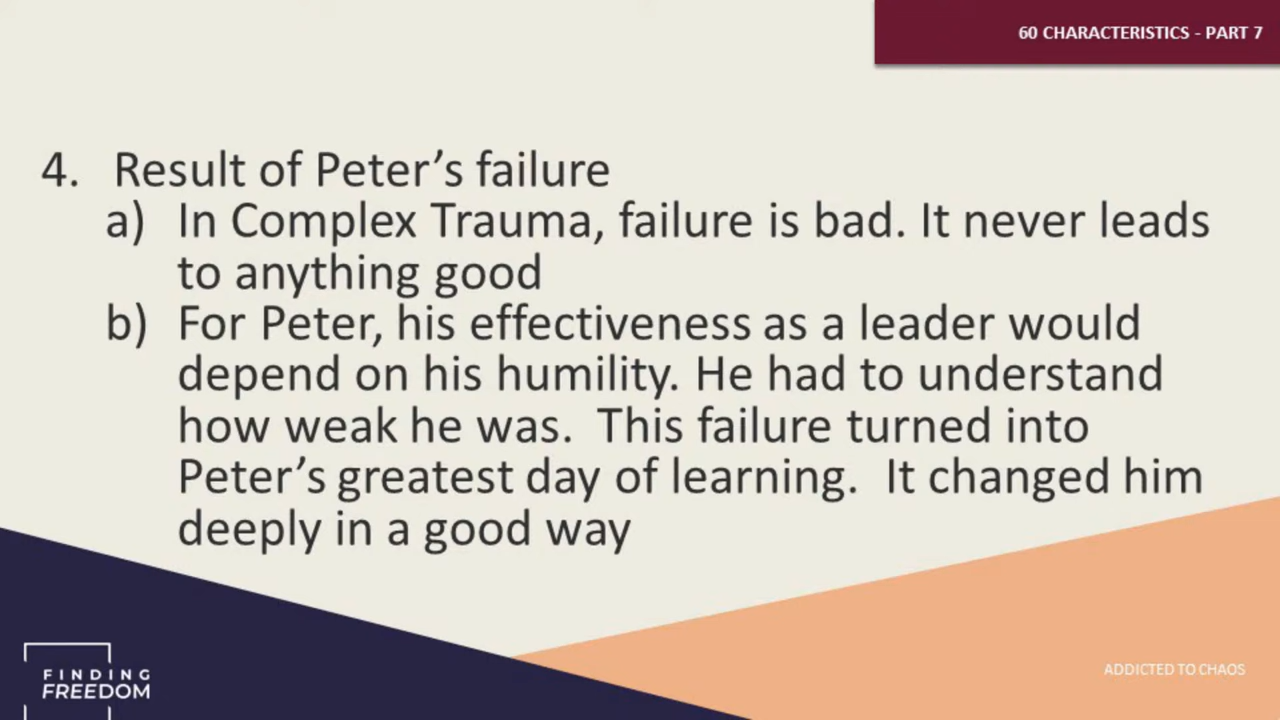 60 CHARACTERISTICS - PART 7
4. Result of Peter’s failure
a) In Complex Trauma, failure is bad. It never leads
to anything good
b) For Peter, his effectiveness as a leader would
depend on his humility. He had to understand
how weak he was.  This failure turned into
Peter’s greatest day of learning.  It changed him
deeply in a good way
FINDING
FREEDOM
ADDICTED TO CHAOS